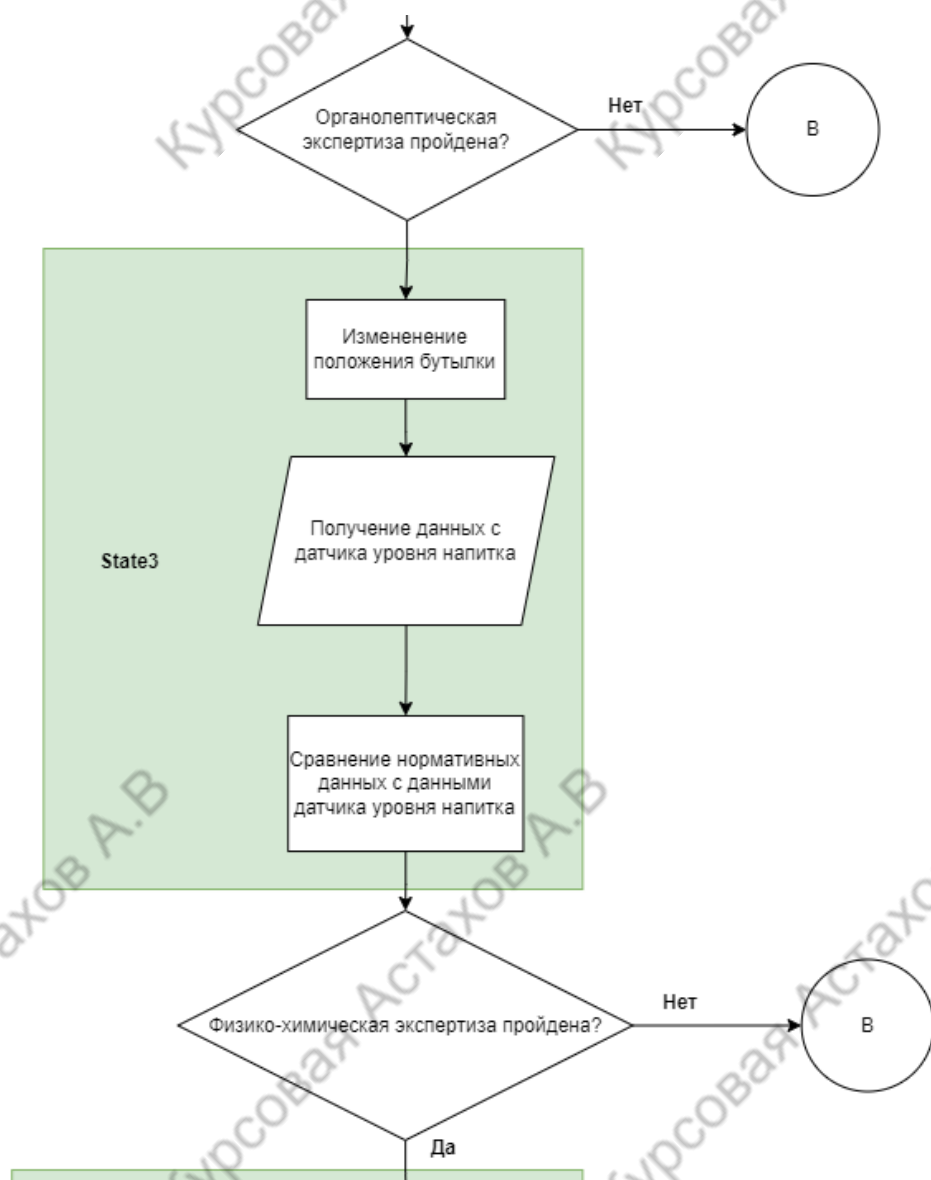 Органолептическая
экспертиза пройдена?
Нет
В
Измененение
положения бутылки
Получение данных с
датчика уровня напитка
State3
Сравнение нормативных
данных с данными
датчика уровня напитка
Физико-химическая экспертиза пройдена?
Нет
В
Да
Курсовая
Курсовая
Астахов А.В
Курсовая Астахов А.В
Курсовая Астахов